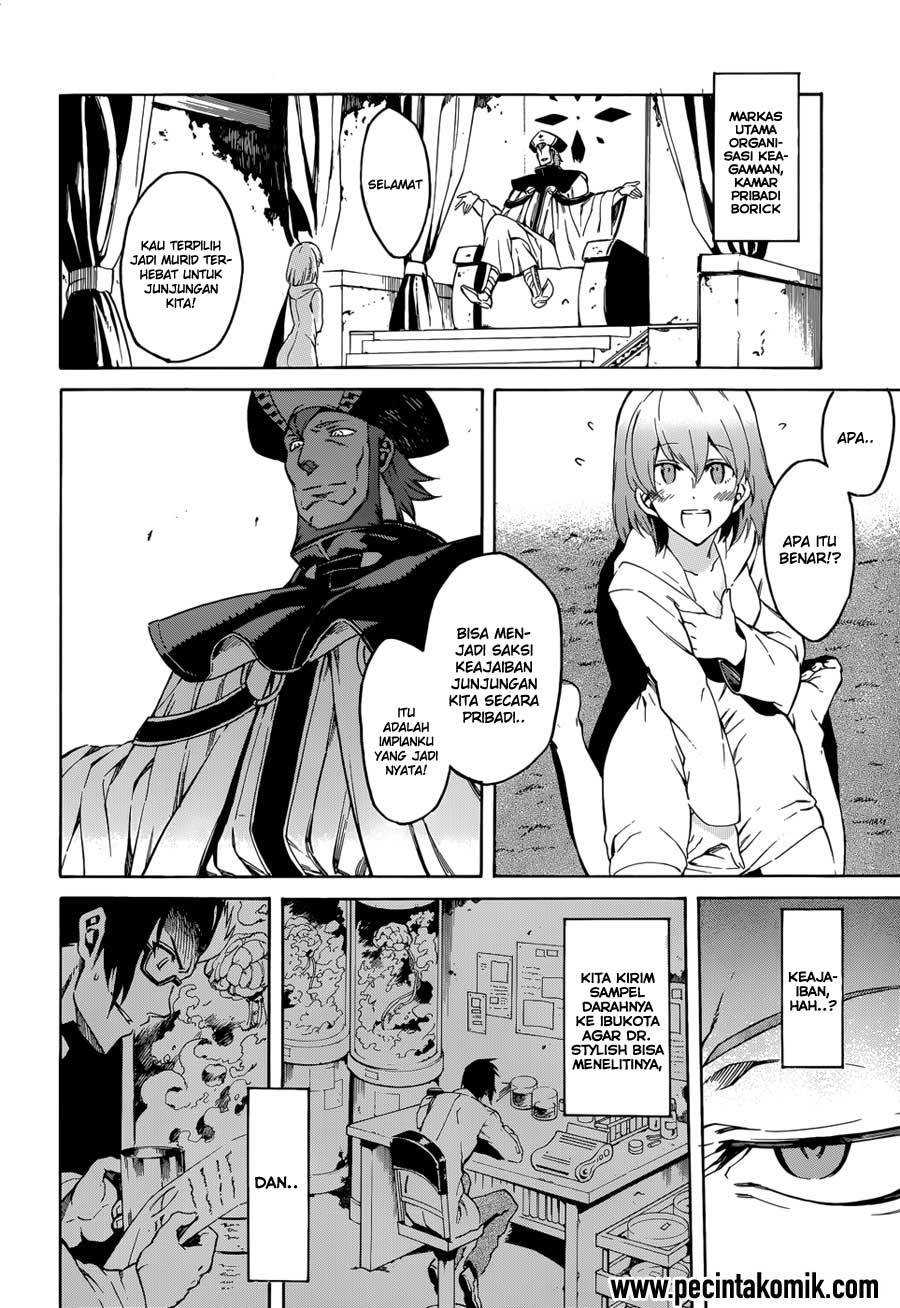 MARKAS
UTAMA
ORGANI-
SASI KEA-
GAMAAN,
KAMAR
PRIBADI
BORICK
SELAMAT
KAU TERPILIH
JADI MURID TER-
HEBAT UNTUK
JUNJUNGAN
KITA!
APA..
APA ITU
BENAR!?
BISA MEN-
JADI SAKSI
KEAJAIBAN
JUNJUNGAN
KITA SECARA
PRIBADI..
ITU
ADALAH
IMPIANKU
YANG JADI
NYATA!
KEAJA-
IBAN,
HAH..?
KITA KIRIM
SAMPEL
DARAHNYA
KE IBUKOTA
AGAR DR.
STYLISH BISA
MENELITINYA,
DAN..
www.pecintakomik.com